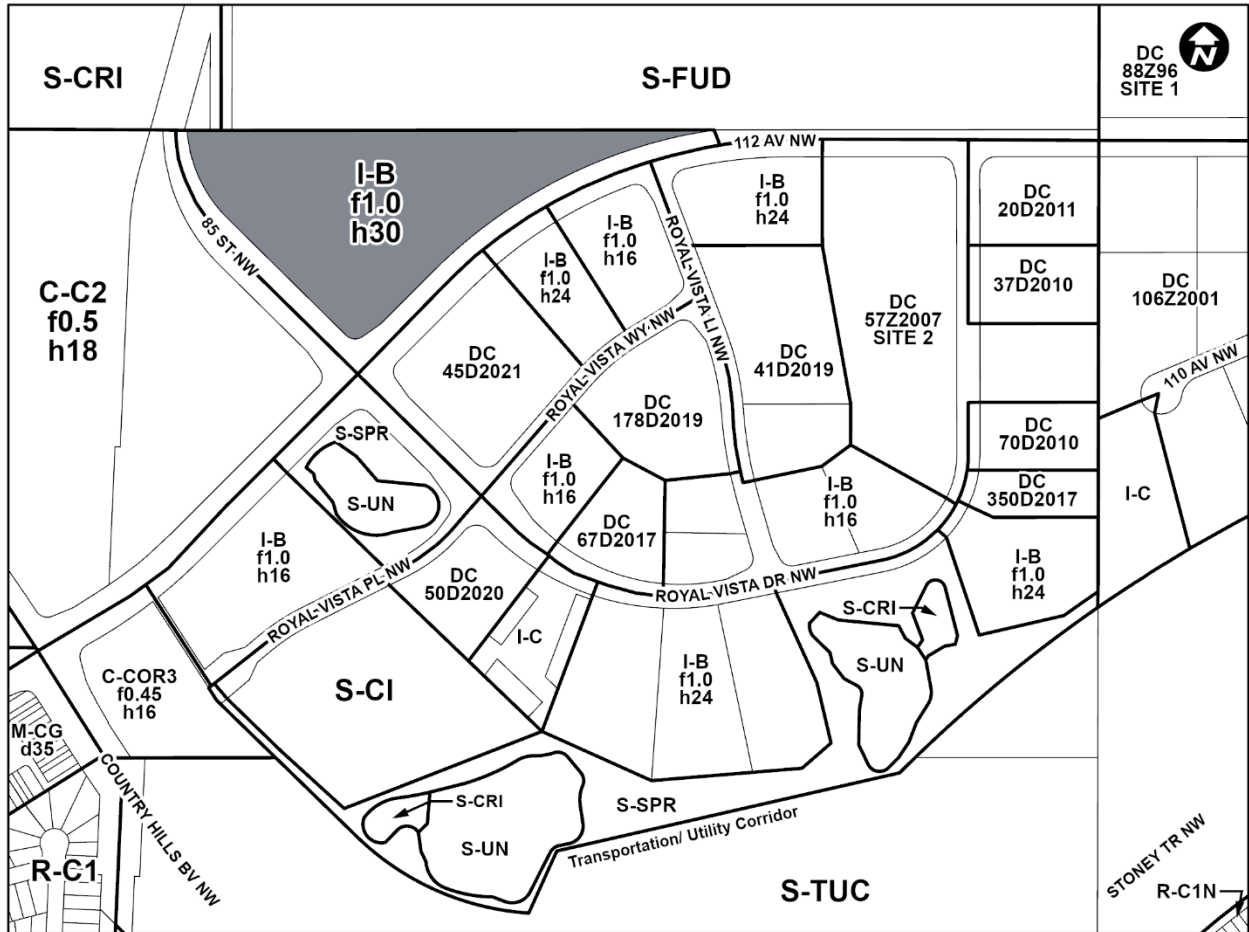 S-CRI
S-FUD
DC
88Z96
SITE 1
N
I-B
f1.0
h30
112 AV NW
I-B
f1.0
h24
DC
20D2011
85 ST NW
I-B
f1.0
h16
ROYAL VISTA LI NW
I-B
f1.0
h24
DC
37D2010
DC
106Z2001
C-C2
f0.5
h18
DC
57Z2007
SITE 2
DC
45D2021
ROYAL VISTA WY NW
DC
41D2019
110 AV NW
DC
178D2019
S-SPR
DC
70D2010
S-UN
I-B
f1.0
h16
DC
350D2017
I-C
I-B
f1.0
h16
DC
67D2017
I-B
f1.0
h16
I-B
f1.0
h24
ROYAL VISTA PL NW
DC
50D2020
ROYAL VISTA DR NW
S-CRI
I-C
S-UN
C-COR3
f0.45
h16
S-CI
I-B
f1.0
h24
M-CG
d35
COUNTRY HILLS BV NW
S-CRI
S-SPR
S-UN
Transportation/ Utility Corridor
R-C1
S-TUC
STONEY TR NW
R-C1N